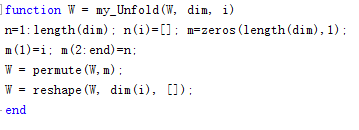 function W = my_Unfold(W, dim, i)
n=1:length(dim); n(i)=[]; m=zeros(length(dim),1);
m(1)=i; m(2:end)=n;
W = permute(W,m);
W = reshape(W, dim(i), []);
end